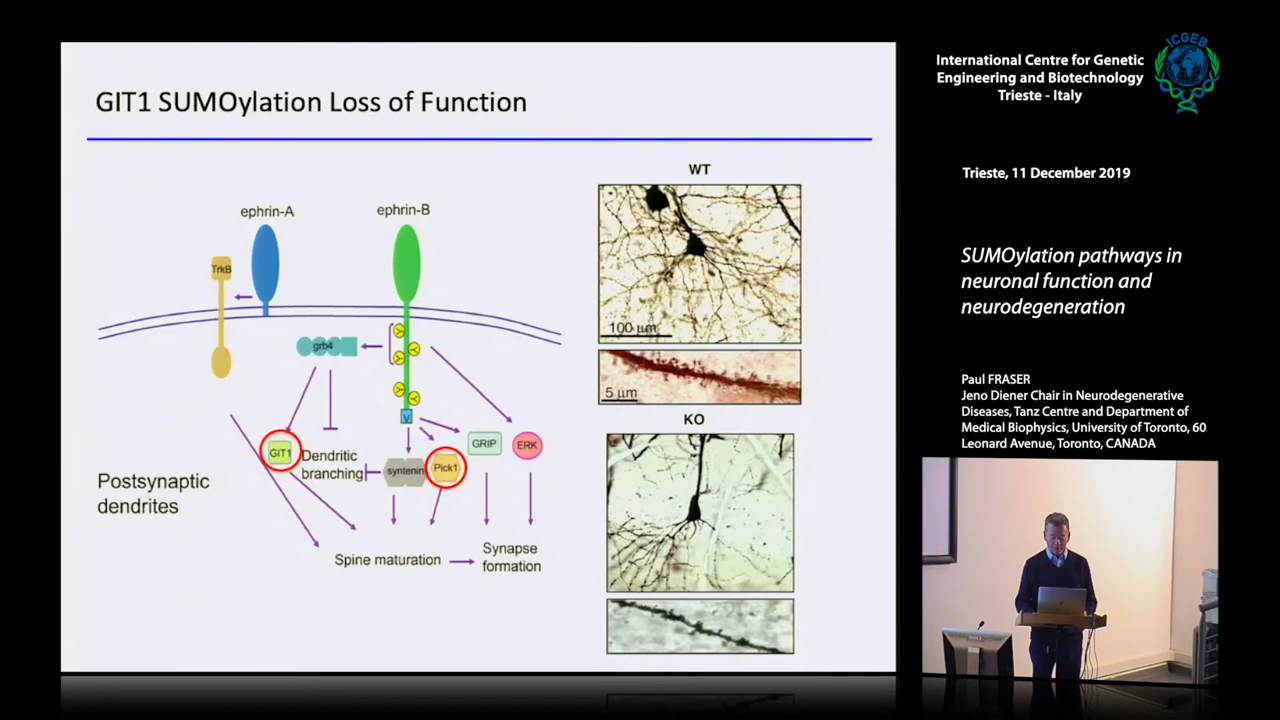 GIT1 SUMOylation Loss of Function
ephrin-A
ephrin-B
TrkB
grb4
GIT1
Dendritic
branching
V
syntenin
Pick1
GRIP
ERK
Postsynaptic
dendrites
Spine maturation
Synapse
formation
WT
100 µm
5 µm
KO
International Centre for Genetic
Engineering and Biotechnology
Trieste - Italy
ICGEB
Trieste, 11 December 2019
SUMOylation pathways in
neuronal function and
neurodegeneration
Paul FRASER
Jeno Diener Chair in Neurodegenerative
Diseases, Tanz Centre and Department of
Medical Biophysics, University of Toronto, 60
Leonard Avenue, Toronto, CANADA